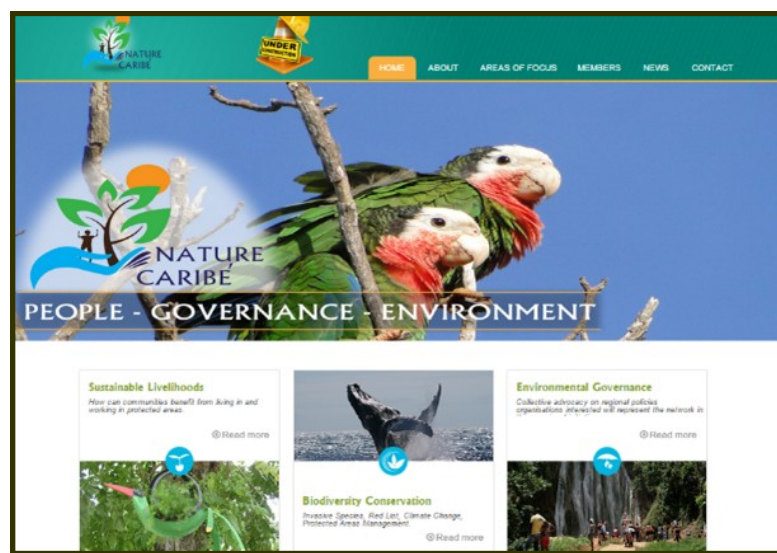 NATURE
CARIBÉ
UNDER
CONSTRUCTION
HOME ABOUT AREAS OF FOCUS MEMBERS NEWS CONTACT
NATURE
CARIBÉ
PEOPLE - GOVERNANCE - ENVIRONMENT
Sustainable Livelihoods
How can communities benefit from living in and
working in protected areas.
Read more
Biodiversity Conservation
Invasive Species, Red List, Climate Change,
Protected Areas Management.
Read more
Environmental Governance
Collective advocacy on regional policies
organisations interested will represent the network in
Read more